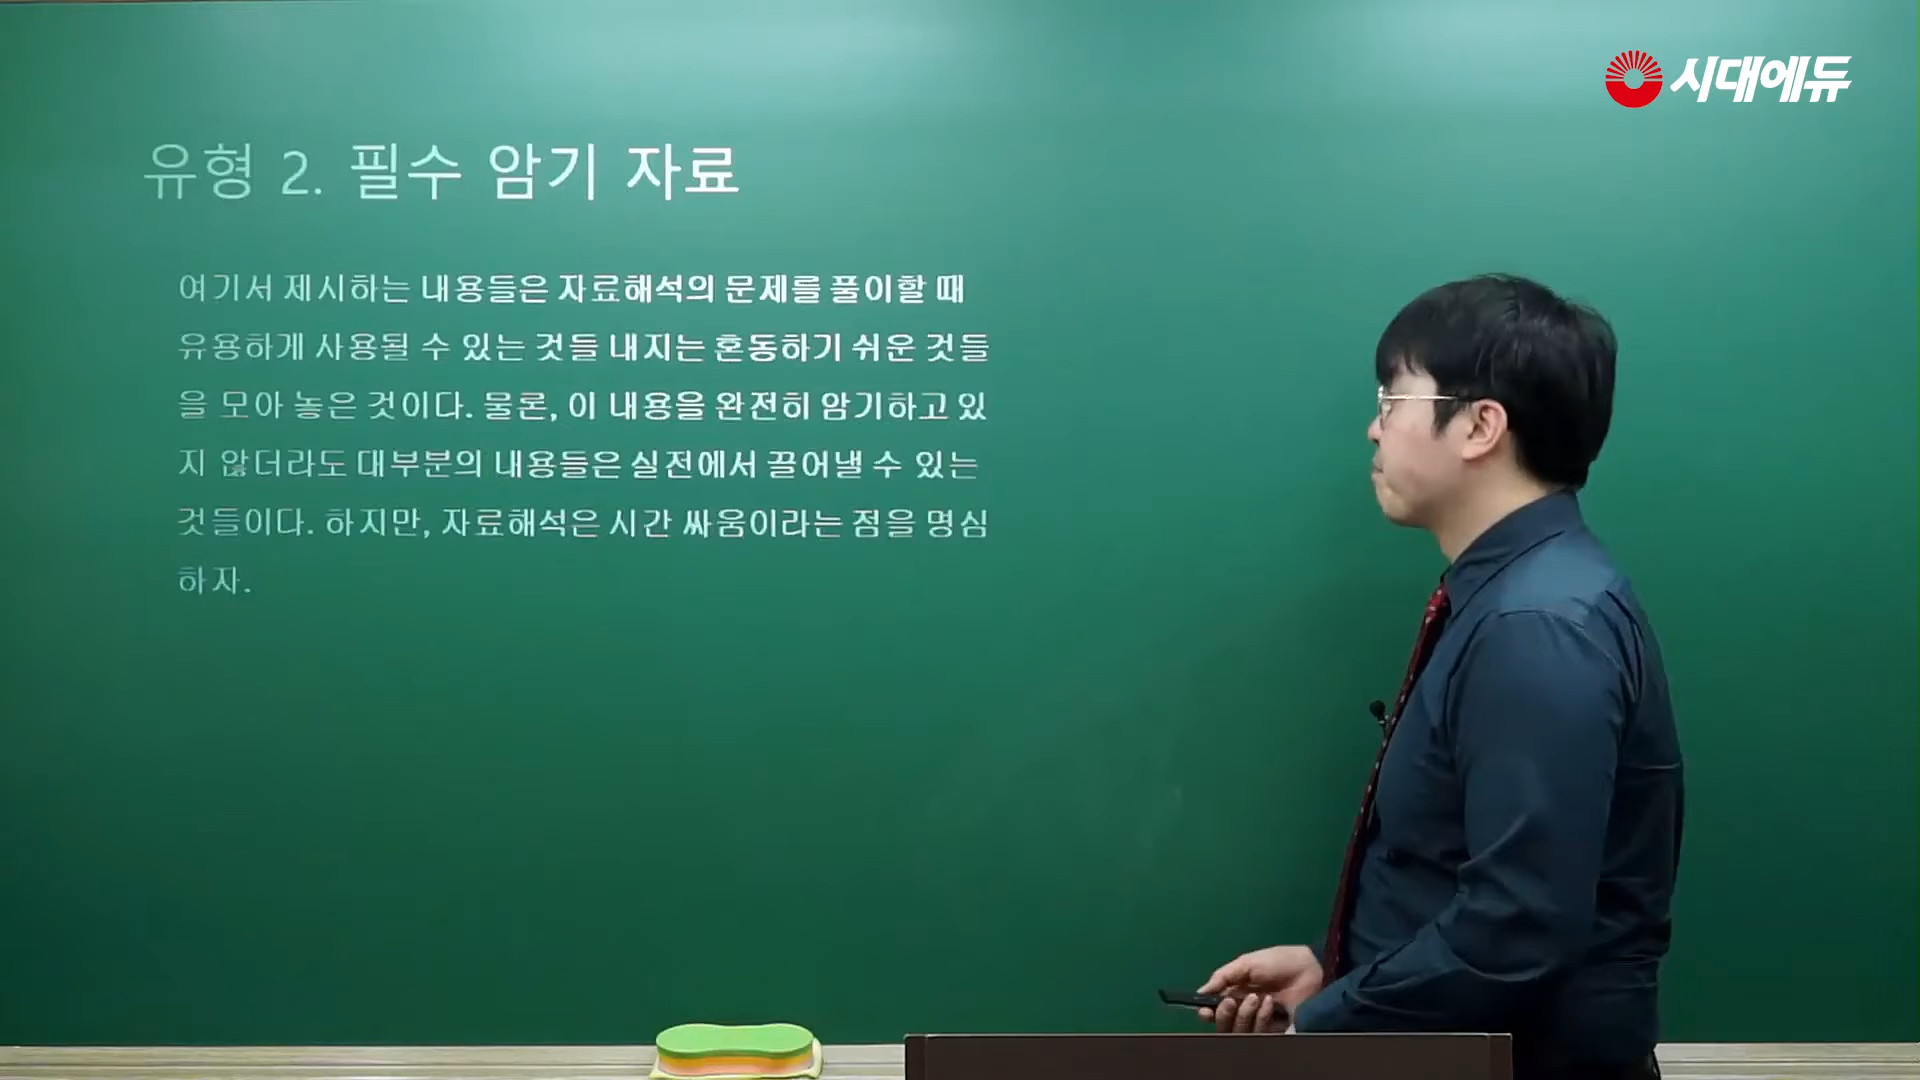 시대에듀
유형 2. 필수 암기 자료
여기서 제시하는 내용들은 자료해석의 문제를 풀이할 때
유용하게 사용될 수 있는 것들 내지는 혼동하기 쉬운 것들
을 모아 놓은 것이다. 물론, 이 내용을 완전히 암기하고 있
지 않더라도 대부분의 내용들은 실전에서 끌어낼 수 있는
것들이다. 하지만, 자료해석은 시간 싸움이라는 점을 명심
하자.